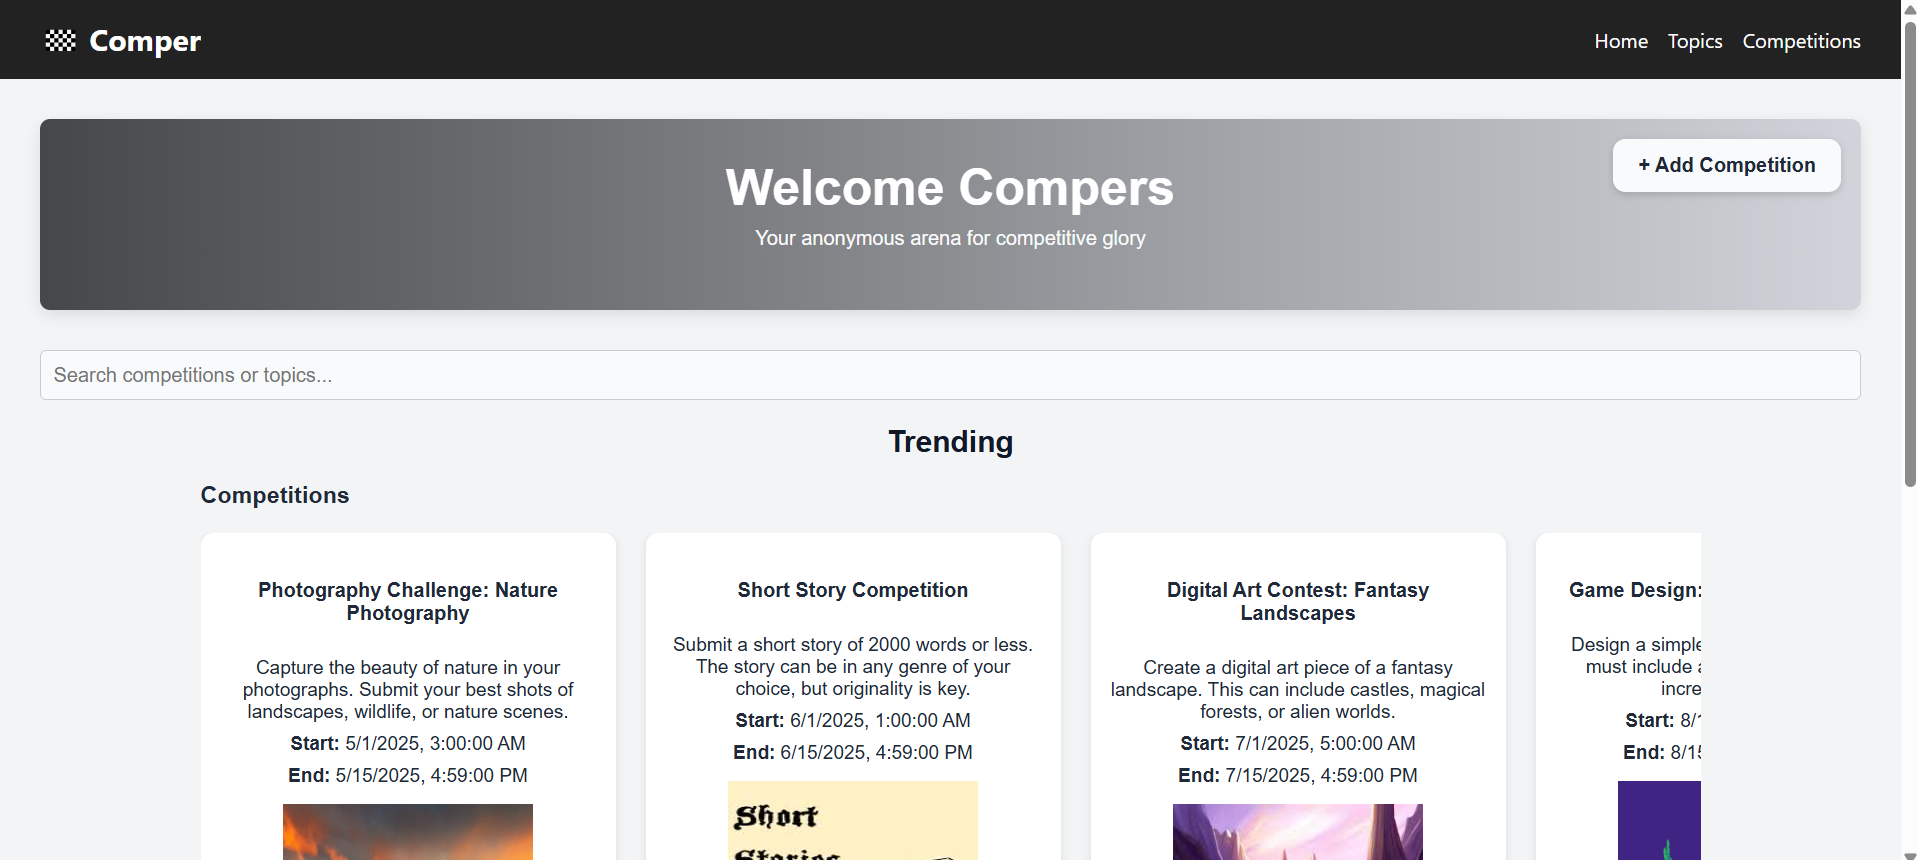 Comper
Home Topics Competitions
+ Add Competition
Welcome Compers
Your anonymous arena for competitive glory
Search competitions or topics...
Trending
Competitions
Photography Challenge: Nature
Photography
Capture the beauty of nature in your
photographs. Submit your best shots of
landscapes, wildlife, or nature scenes.
Start: 5/1/2025, 3:00:00 AM
End: 5/15/2025, 4:59:00 PM
Short Story Competition
Submit a short story of 2000 words or less.
The story can be in any genre of your
choice, but originality is key.
Start: 6/1/2025, 1:00:00 AM
End: 6/15/2025, 4:59:00 PM
Short
Stories
Digital Art Contest: Fantasy
Landscapes
Create a digital art piece of a fantasy
landscape. This can include castles, magical
forests, or alien worlds.
Start: 7/1/2025, 5:00:00 AM
End: 7/15/2025, 4:59:00 PM
Game Design:
Design a simple
must include
incre
Start: 8/1
End: 8/15